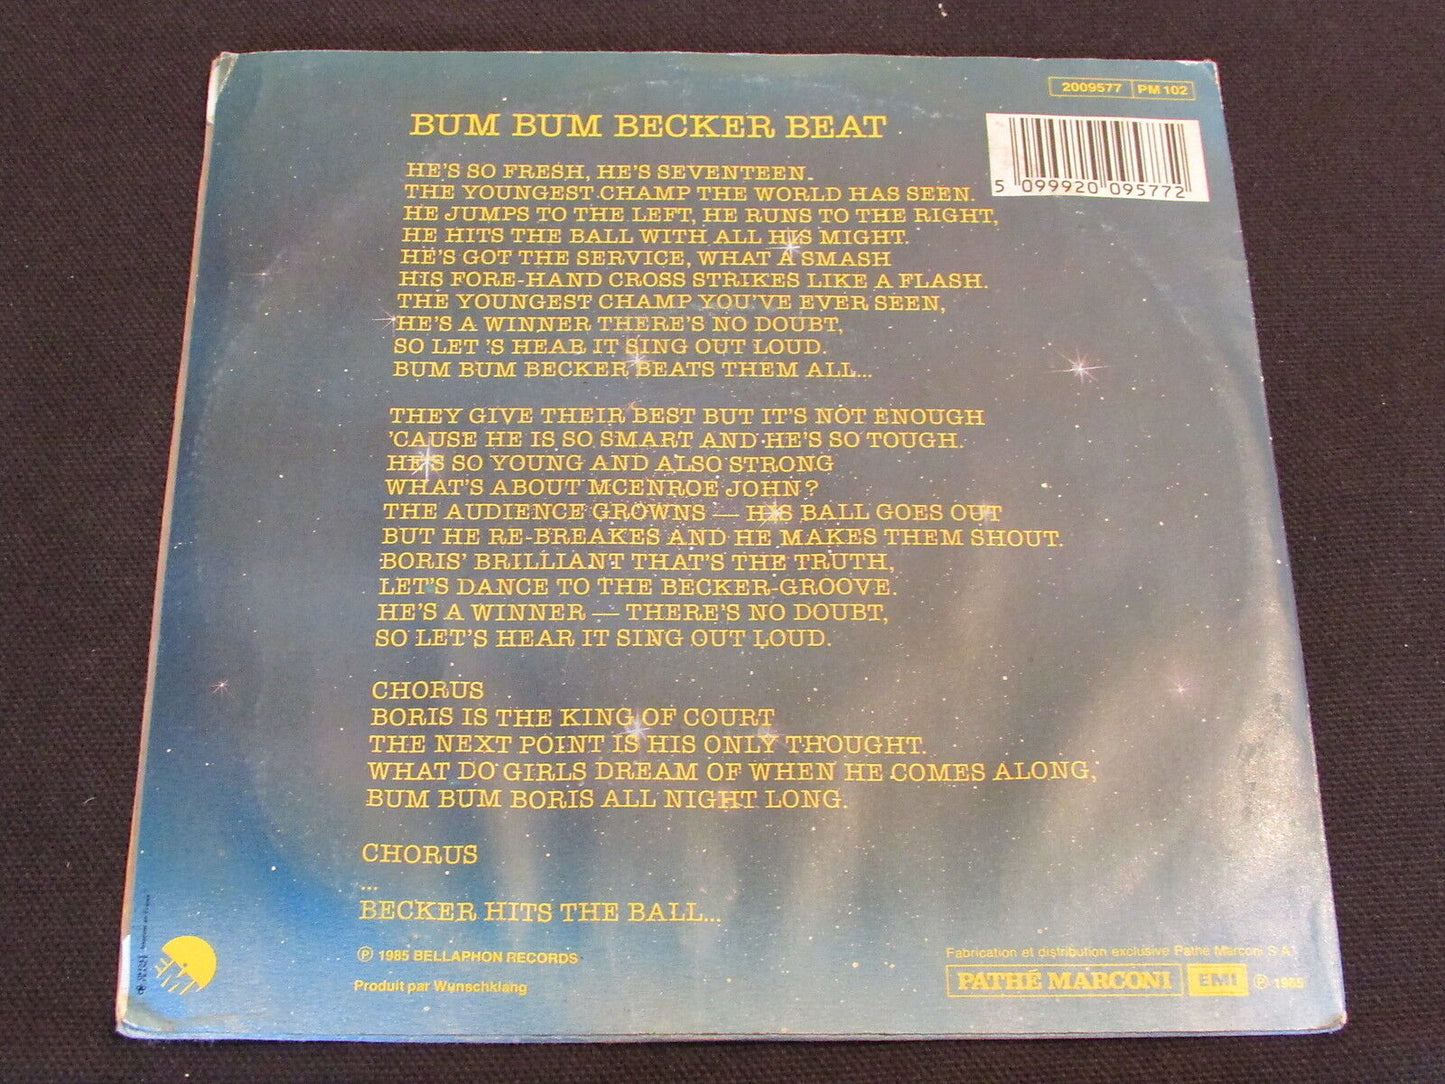 2009577 PM 102
BUM BUM BECKER BEAT
5 099920 095772
HE'S SO FRESH, HE'S SEVENTEEN.
THE YOUNGEST CHAMP THE WORLD HAS SEEN.
HE JUMPS TO THE LEFT, HE RUNS TO THE RIGHT,
HE HITS THE BALL WITH ALL HIS MIGHT.
HE'S GOT THE SERVICE, WHAT A SMASH
HIS FORE-HAND CROSS STRIKES LIKE A FLASH.
THE YOUNGEST CHAMP YOU'VE EVER SEEN,
HE'S A WINNER THERE'S NO DOUBT,
SO LET 'S HEAR IT SING OUT LOUD.
BUM BUM BECKER BEATS THEM ALL...
THEY GIVE THEIR BEST BUT IT'S NOT ENOUGH
'CAUSE HE IS SO SMART AND HE'S SO TOUGH.
HE'S SO YOUNG AND ALSO STRONG
WHAT'S ABOUT MCENROE JOHN?
THE AUDIENCE GROWNS — HIS BALL GOES OUT
BUT HE RE-BREAKES AND HE MAKES THEM SHOUT.
BORIS' BRILLIANT THAT'S THE TRUTH,
LET'S DANCE TO THE BECKER-GROOVE.
HE'S A WINNER — THERE'S NO DOUBT,
SO LET'S HEAR IT SING OUT LOUD.
CHORUS
BORIS IS THE KING OF COURT
THE NEXT POINT IS HIS ONLY THOUGHT.
WHAT DO GIRLS DREAM OF WHEN HE COMES ALONG,
BUM BUM BORIS ALL NIGHT LONG.
CHORUS
...
BECKER HITS THE BALL...
Ⓟ 1985 BELLAPHON RECORDS
Produit par Wunschklang
EMI
Fabrication et distribution exclusive Pathé Marconi S.A.
PATHÉ MARCONI EMI Ⓟ 1985